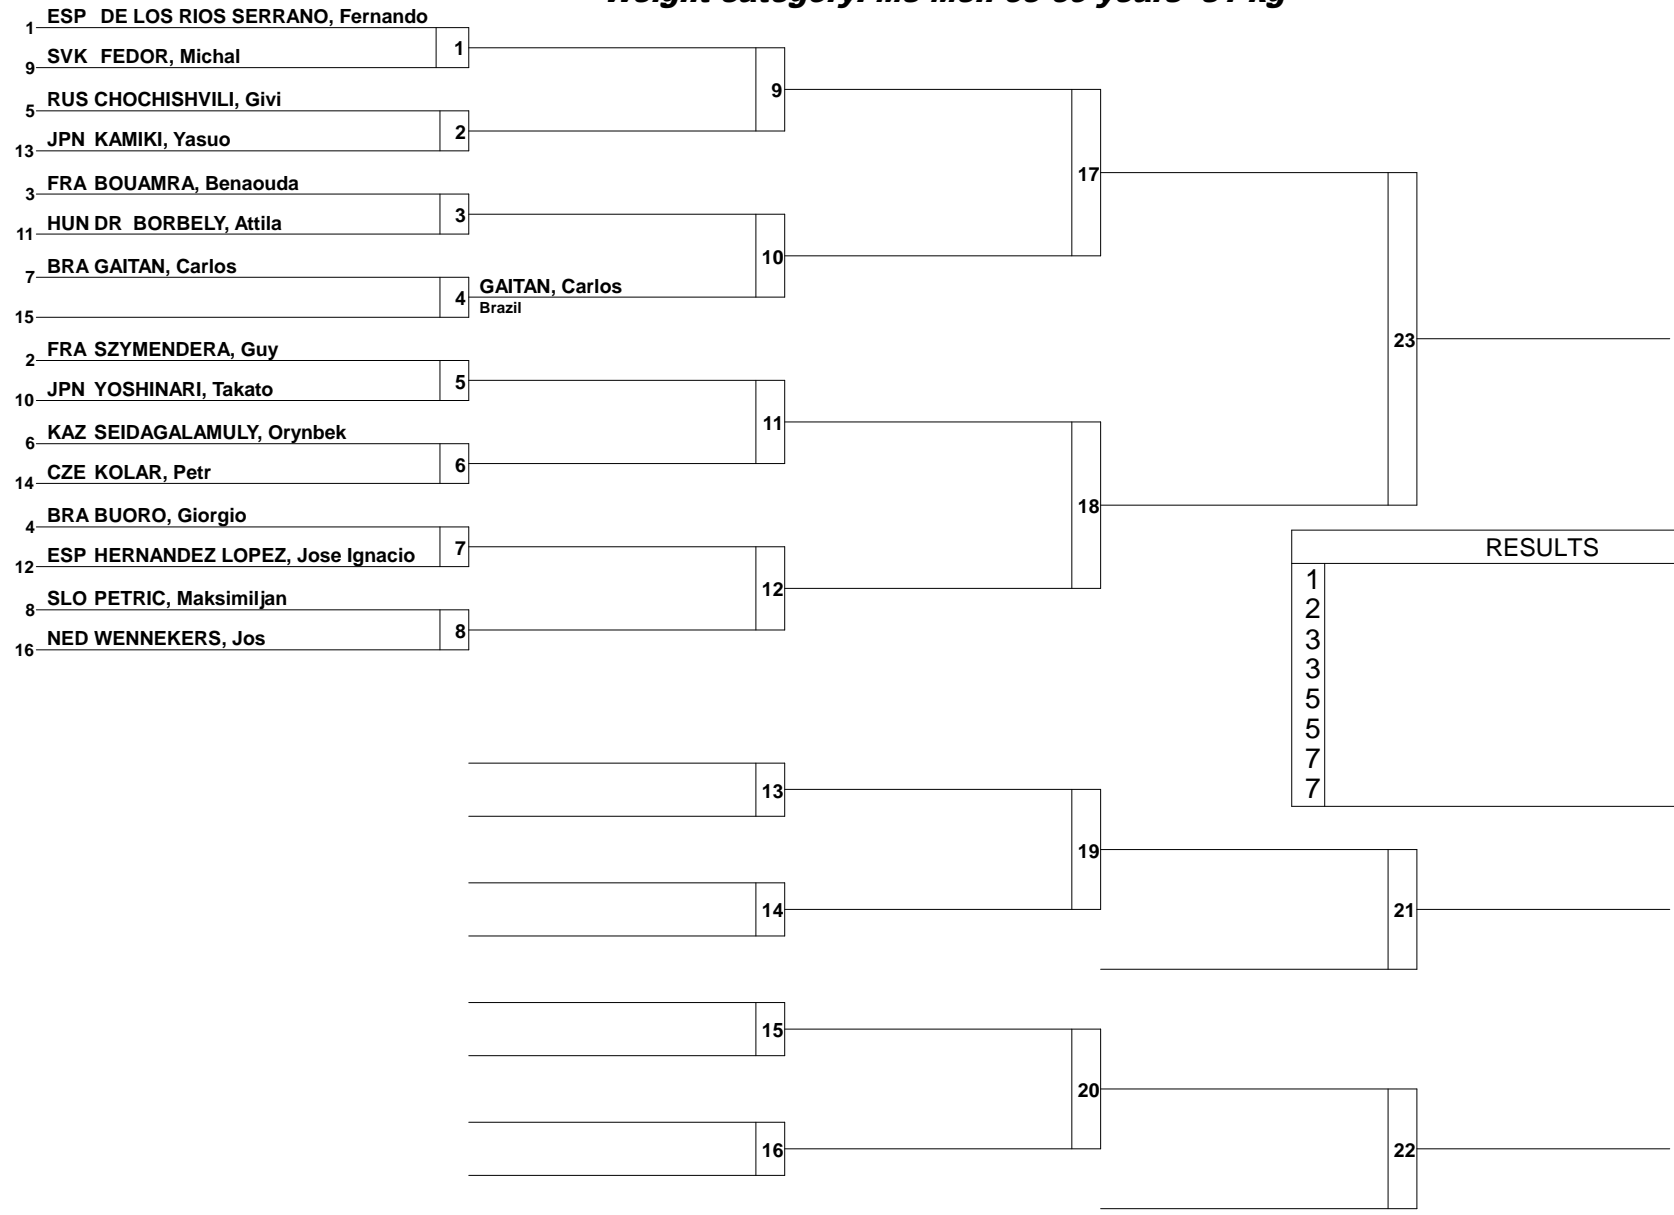 1 ESP DE LOS RIOS SERRANO, Fernando
1
9 SVK FEDOR, Michal
5 RUS CHOCHISHVILI, Givi
2
13 JPN KAMIKI, Yasuo
9
3 FRA BOUAMRA, Benaouda
3
11 HUN DR BORBELY, Attila
7 BRA GAITAN, Carlos
4
15
GAITAN, Carlos
Brazil
10
17
2 FRA SZYMENDERA, Guy
5
10 JPN YOSHINARI, Takato
6 KAZ SEIDAGALAMULY, Orynbek
6
14 CZE KOLAR, Petr
11
4 BRA BUORO, Giorgio
7
12 ESP HERNANDEZ LOPEZ, Jose Ignacio
8 SLO PETRIC, Maksimiljan
8
16 NED WENNEKERS, Jos
12
18
23
RESULTS
1
2
3
3
5
5
7
7
13
14
19
21
15
16
20
22